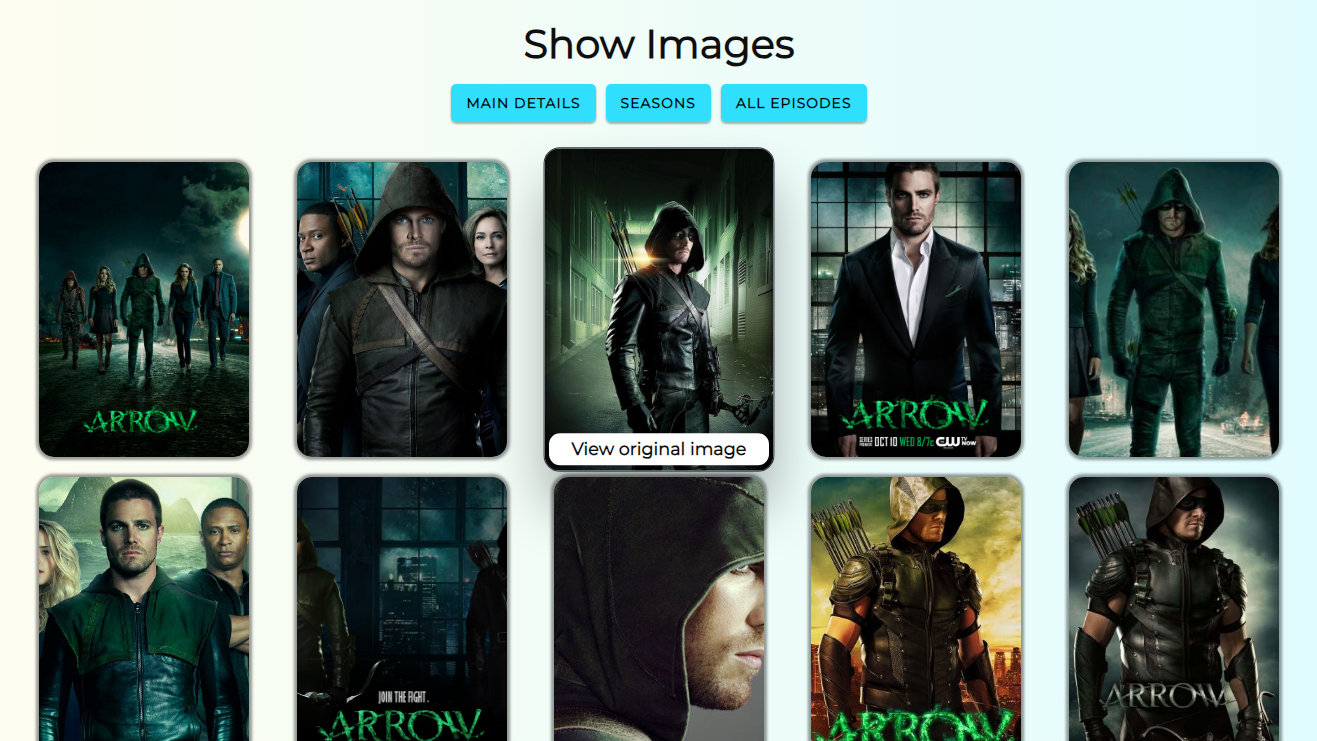 Show Images
MAIN DETAILS
SEASONS
ALL EPISODES
ARROW
View original image
ARROW
SERIES PREMIERE OCT 10 WED 8/7c CW TV NOW
JOIN THE FIGHT.
ARROW
ARROW
ARROW